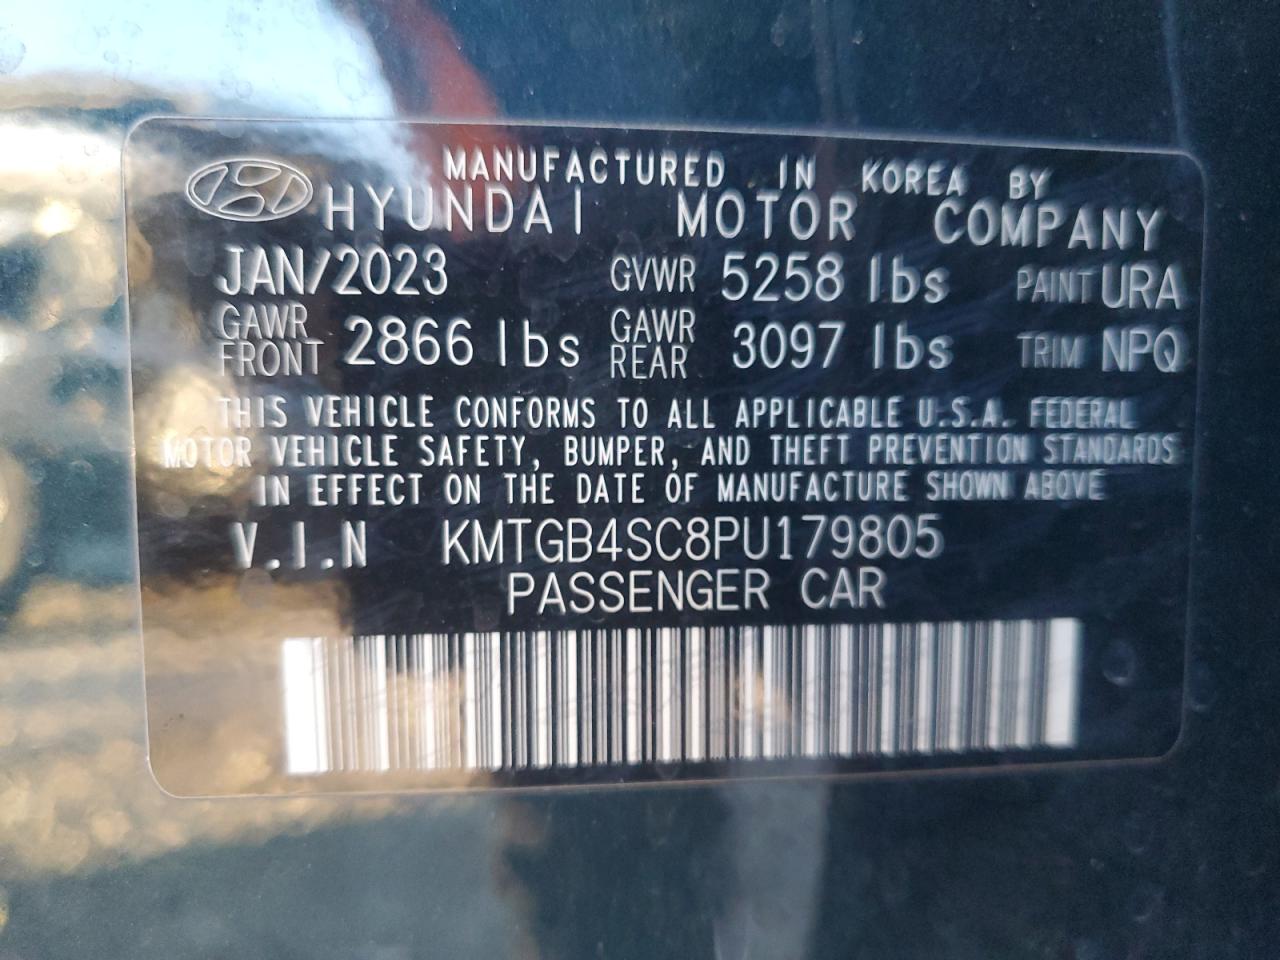 MANUFACTURED IN KOREA BY
HYUNDAI MOTOR COMPANY
JAN/2023 GVWR 5258 lbs PAINT URA
GAWR FRONT 2866 lbs GAWR REAR 3097 lbs TRIM NPQ
THIS VEHICLE CONFORMS TO ALL APPLICABLE U.S.A. FEDERAL
MOTOR VEHICLE SAFETY, BUMPER, AND THEFT PREVENTION STANDARDS
IN EFFECT ON THE DATE OF MANUFACTURE SHOWN ABOVE
V.I.N KMTGB4SC8PU179805
PASSENGER CAR